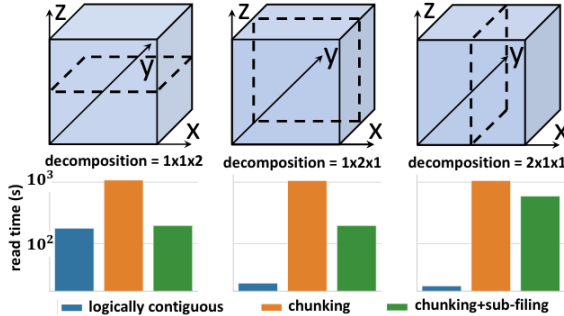 Z Z Z
y y y
X X X
decomposition = 1x1x2 decomposition = 1x2x1 decomposition = 2x1x1
read time (s)
10³
10²
logically contiguous chunking chunking+sub-filing